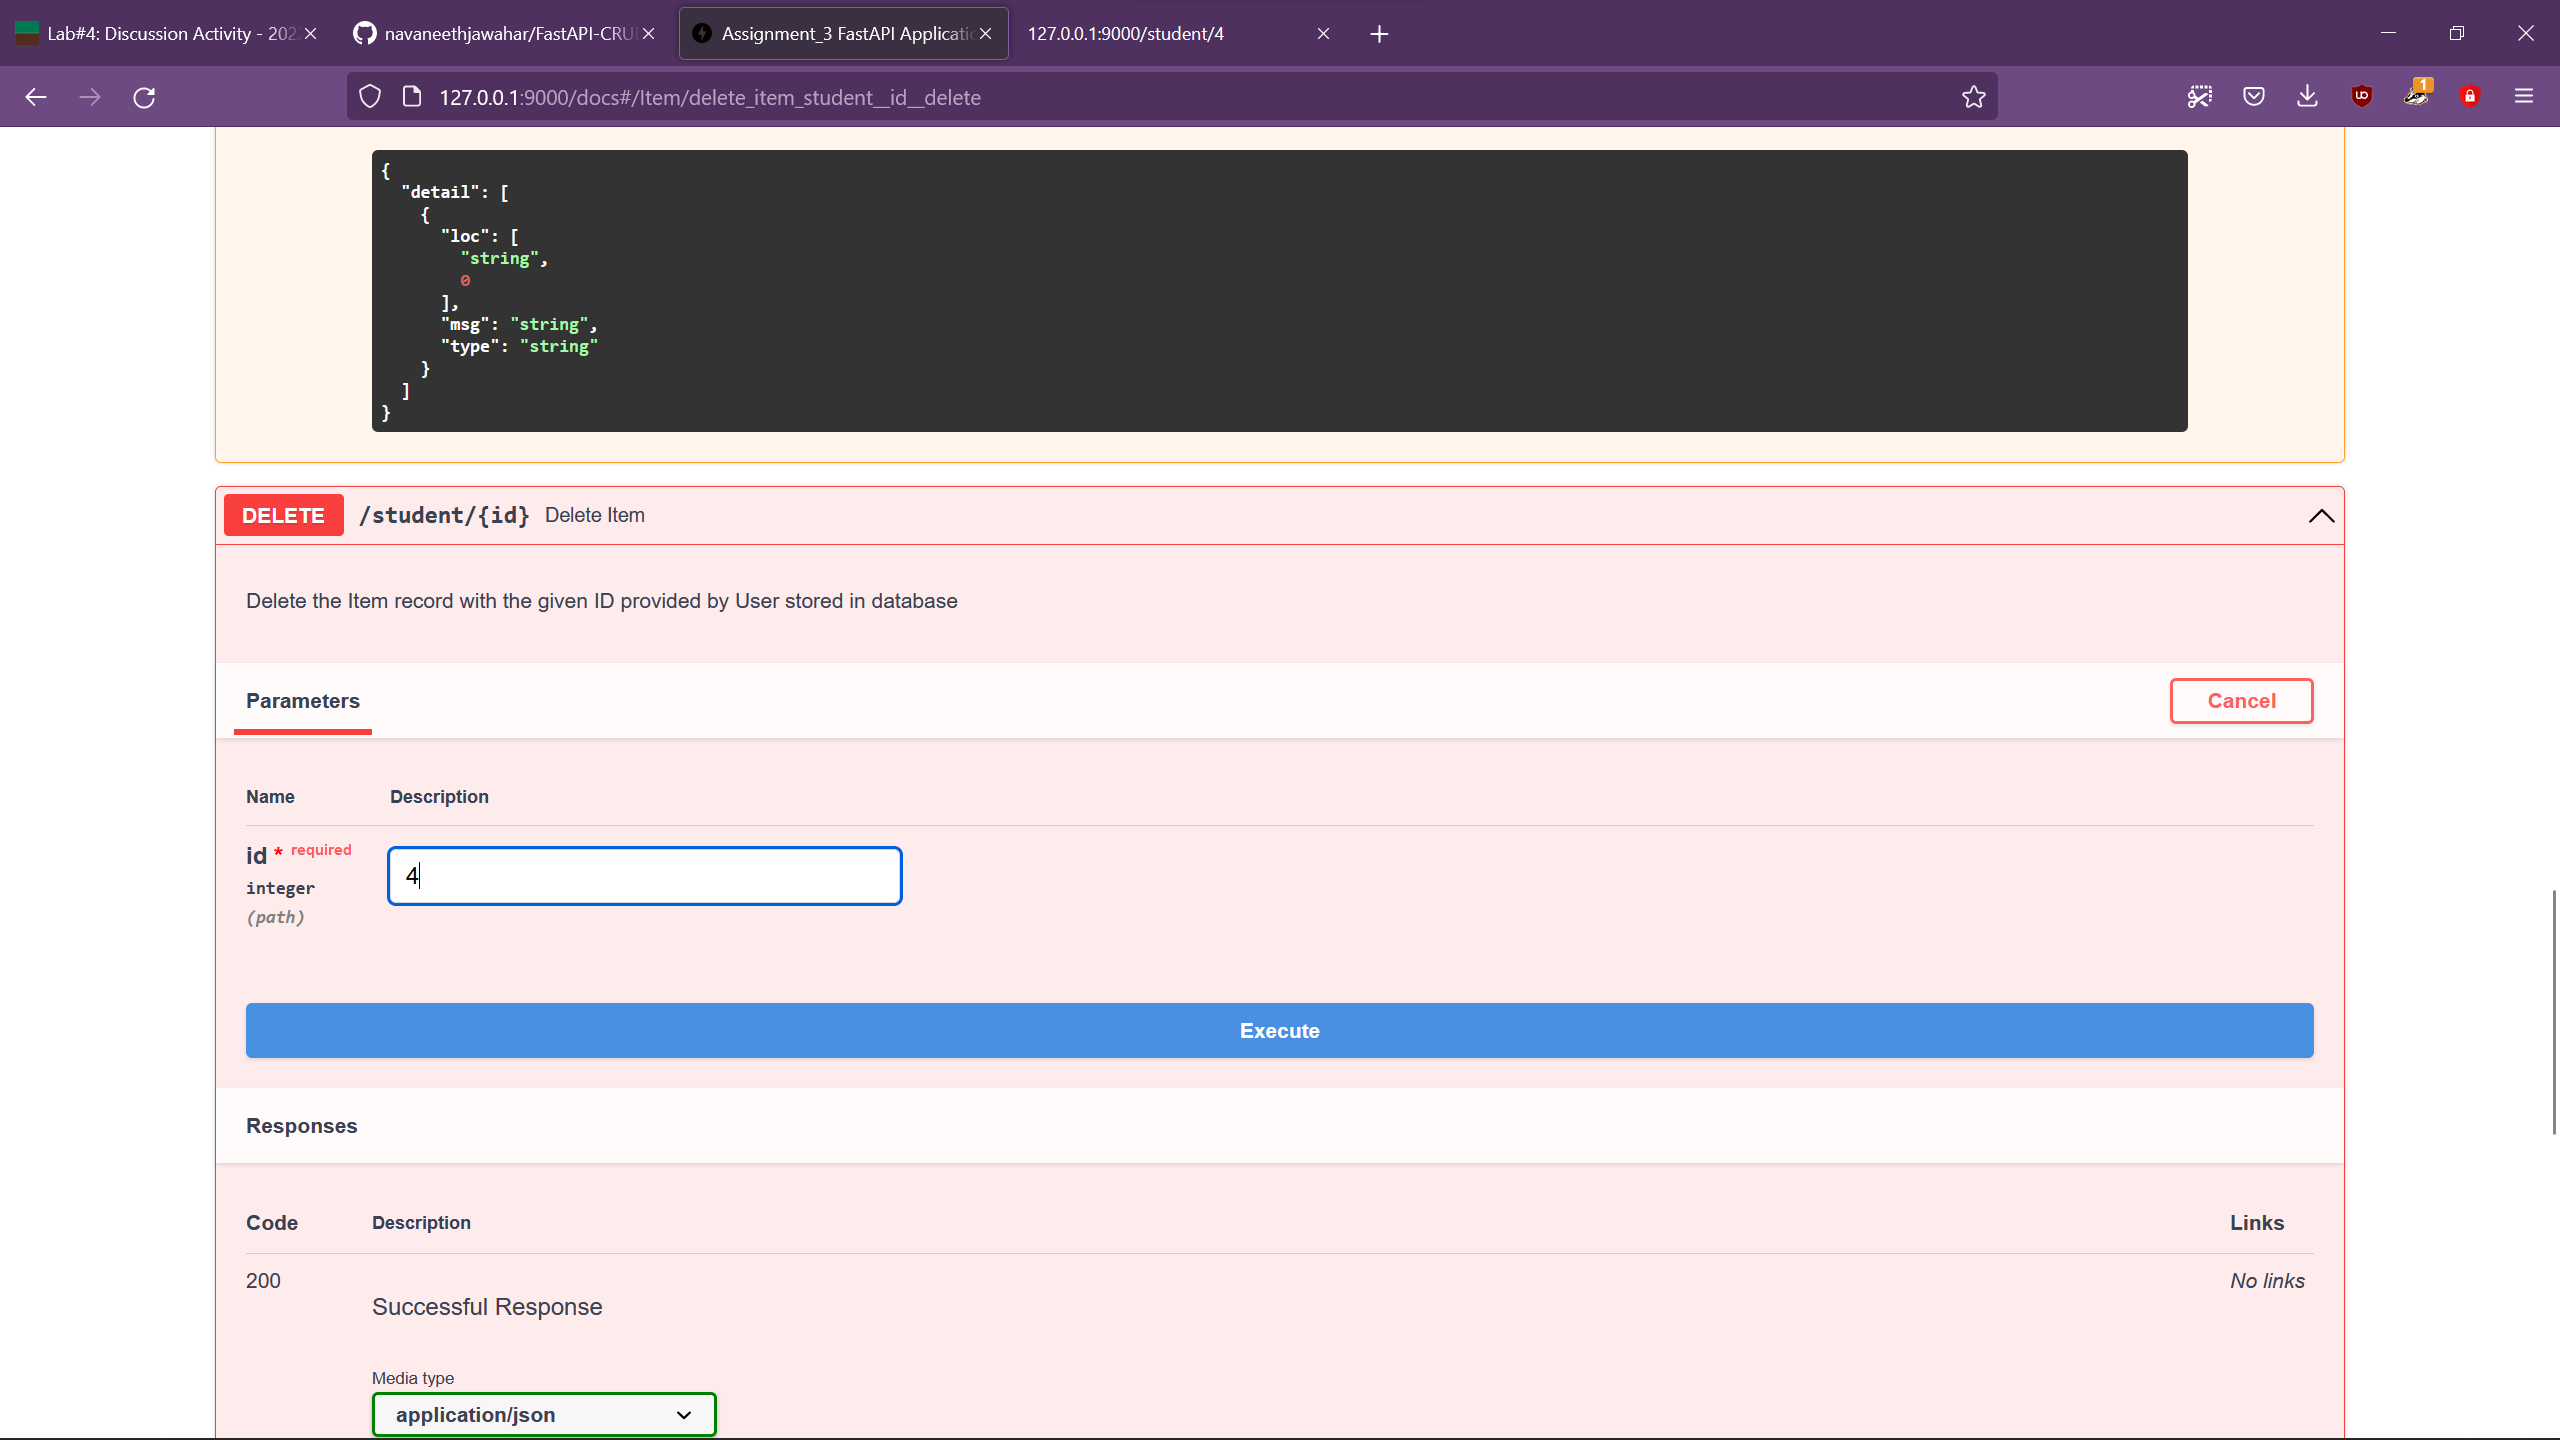 Lab#4: Discussion Activity - 202
navaneethjawahar/FastAPI-CRU
Assignment_3 FastAPI Applicatio
127.0.0.1:9000/student/4
127.0.0.1:9000/docs#/Item/delete_item_student__id__delete
1
{
"detail": [
{
"loc": [
"string",
0
],
"msg": "string",
"type": "string"
}
]
}
DELETE /student/{id} Delete Item
Delete the Item record with the given ID provided by User stored in database
Parameters
Cancel
Name Description
id * required
integer
(path)
4
Execute
Responses
Code Description Links
200 No links
Successful Response
Media type
application/json